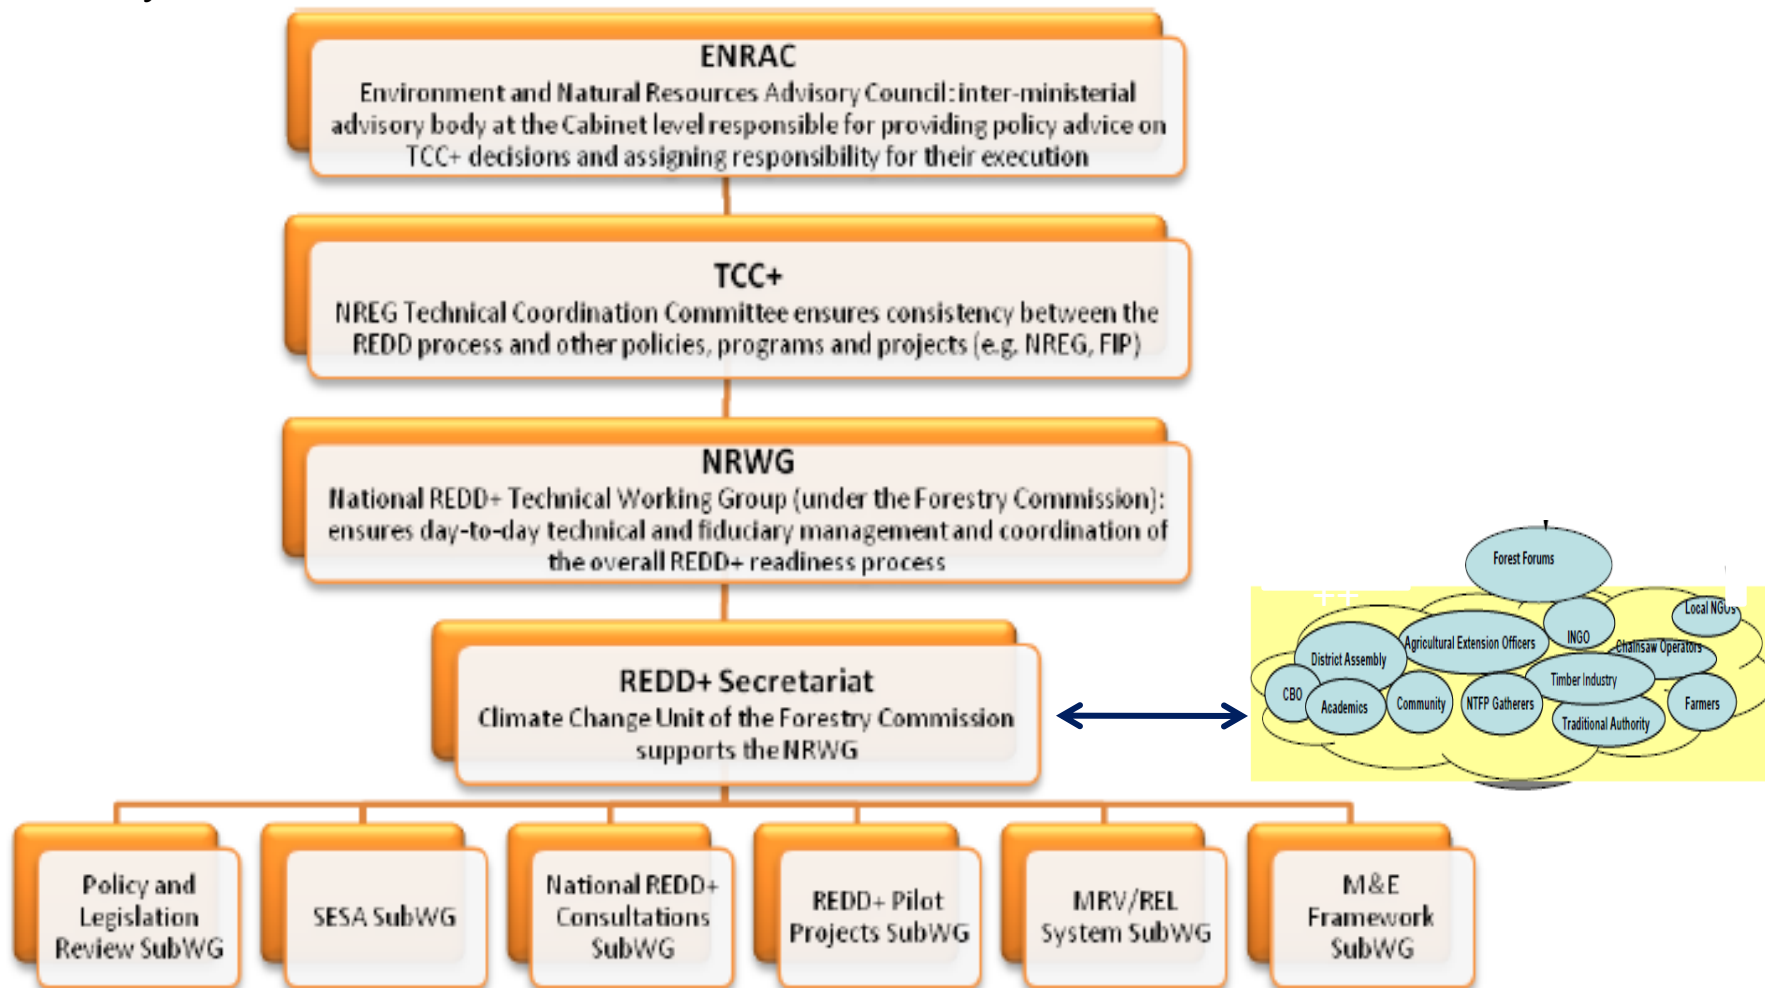 ENRAC
Environment and Natural Resources Advisory Council: inter-ministerial
advisory body at the Cabinet level responsible for providing policy advice on
TCC+ decisions and assigning responsibility for their execution
TCC+
NREG Technical Coordination Committee ensures consistency between the
REDD process and other policies, programs and projects (e.g. NREG, FIP)
NRWG
National REDD+ Technical Working Group (under the Forestry Commission):
ensures day-to-day technical and fiduciary management and coordination of
the overall REDD+ readiness process
REDD+ Secretariat
Climate Change Unit of the Forestry Commission
supports the NRWG
Forest Forums
++
Local NGOs
INGO
Agricultural Extension Officers
Chainsaw Operators
District Assembly
Timber Industry
CBO
Academics
Community
NTFP Gatherers
Traditional Authority
Farmers
Policy and
Legislation
Review SubWG
SESA SubWG
National REDD+
Consultations
SubWG
REDD+ Pilot
Projects SubWG
MRV/REL
System SubWG
M&E
Framework
SubWG